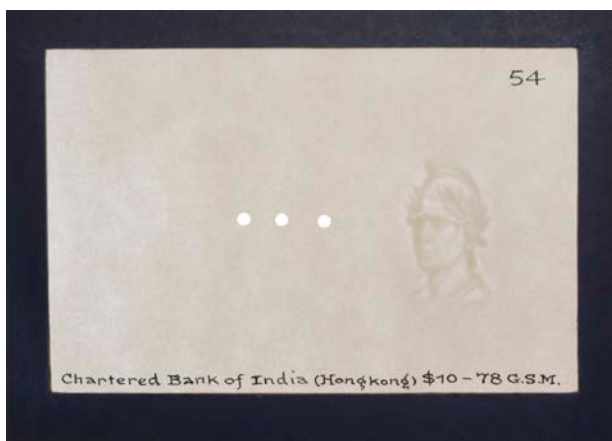 54
Chartered Bank of India (Hongkong) $10 – 78 G.S.M.